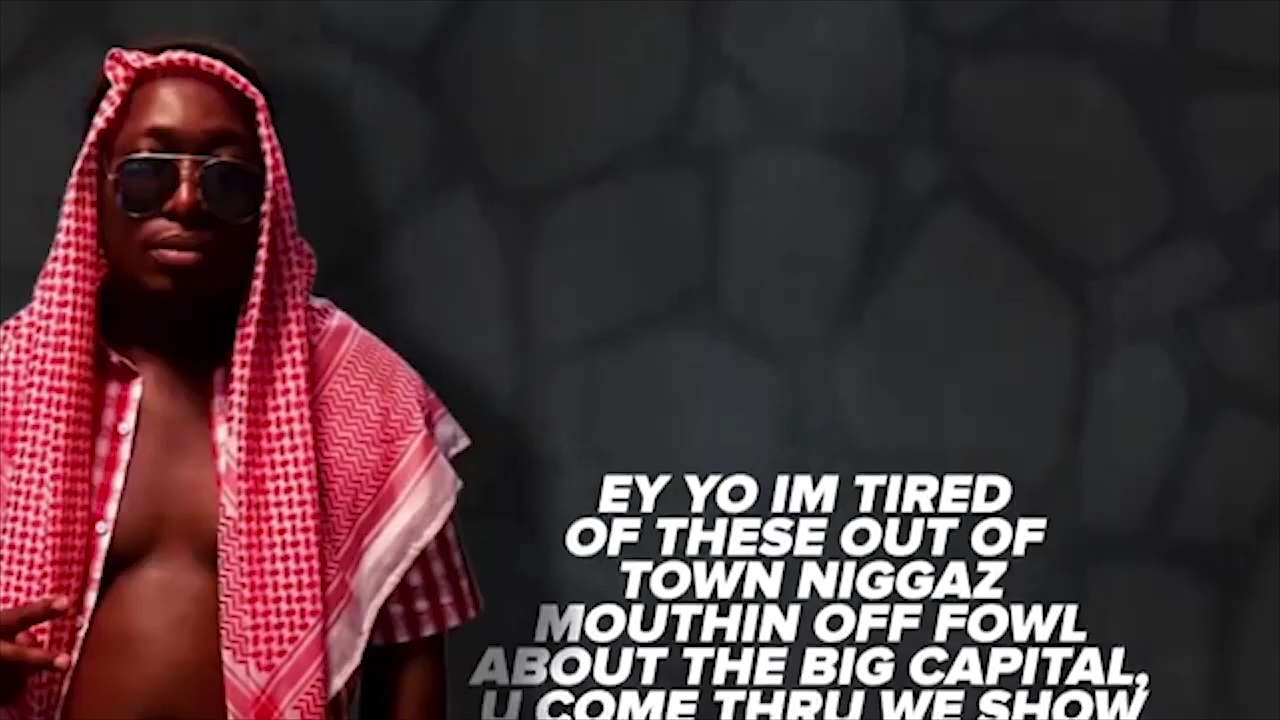 EY YO IM TIRED
OF THESE OUT OF
TOWN NIGGAZ
MOUTHIN OFF FOWL
ABOUT THE BIG CAPITAL,
U COME THRU WE SHOW